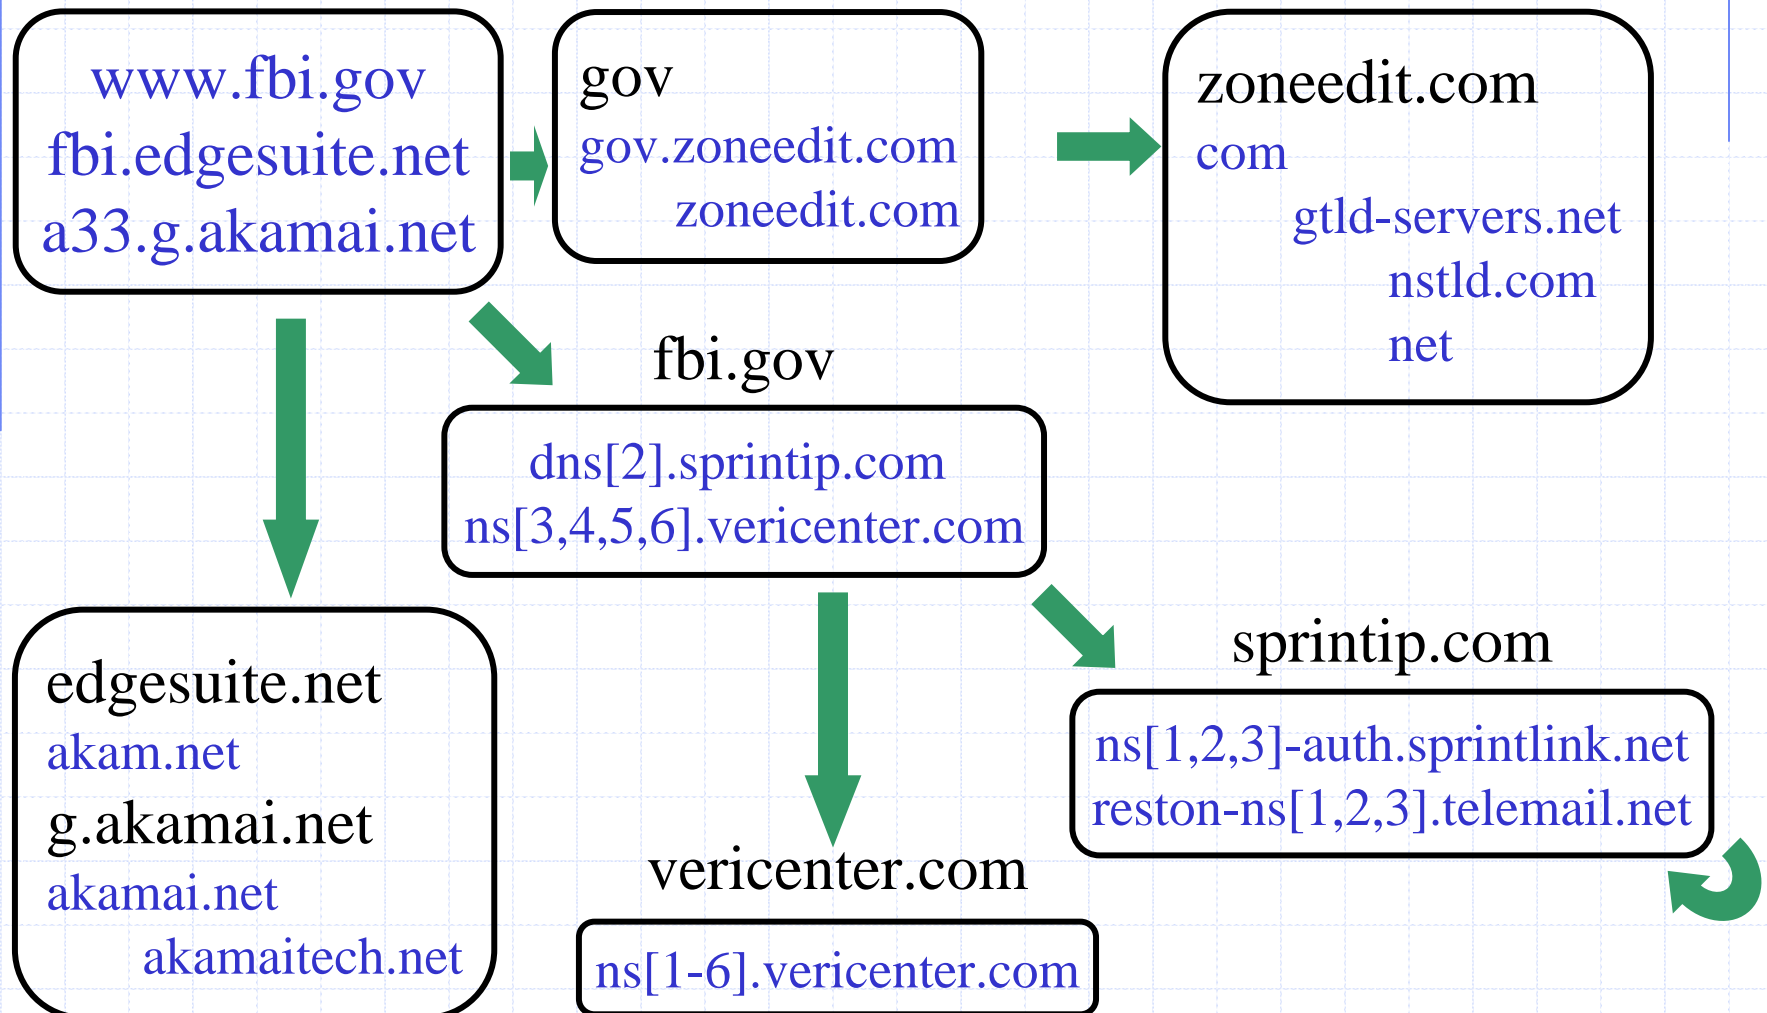 www.fbi.gov
fbi.edgesuite.net
a33.g.akamai.net
gov
gov.zoneedit.com
zoneedit.com
zoneedit.com
com
gtld-servers.net
nstld.com
net
fbi.gov
dns[2].sprintip.com
ns[3,4,5,6].vericenter.com
edgesuite.net
akam.net
g.akamai.net
akamai.net
akamaitech.net
vericenter.com
ns[1-6].vericenter.com
sprintip.com
ns[1,2,3]-auth.sprintlink.net
reston-ns[1,2,3].telemail.net